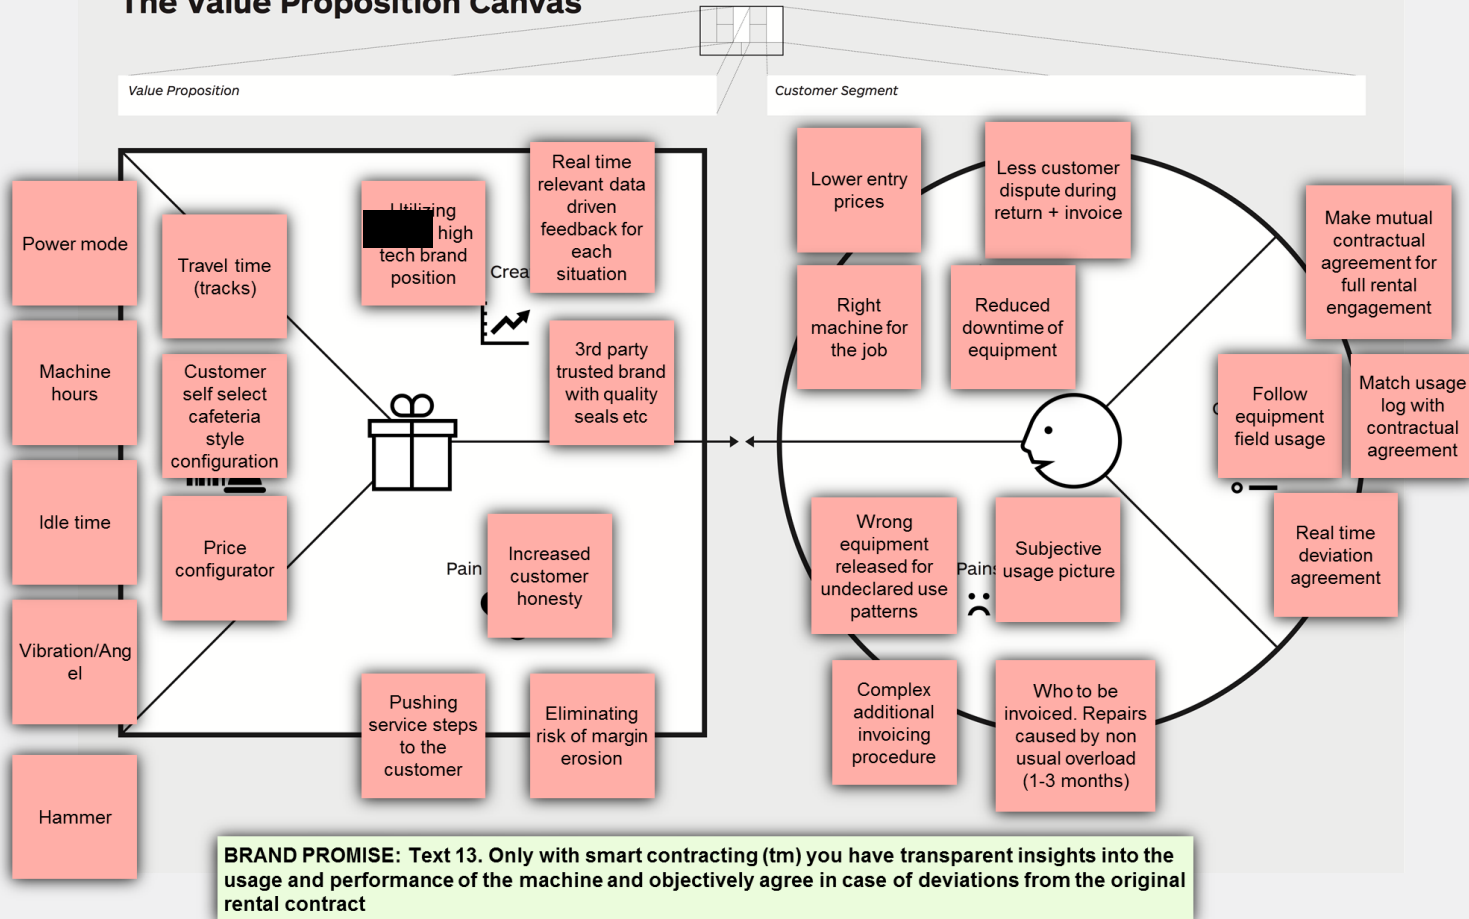 The Value Proposition Canvas
Value Proposition
Customer Segment
Power mode
Machine
hours
Idle time
Vibration/Ang
el
Hammer
Travel time
(tracks)
Customer
self select
cafeteria
style
configuration
Price
configurator
Utilizing
high
tech brand
position
Real time
relevant data
driven
feedback for
each
situation
Crea
3rd party
trusted brand
with quality
seals etc
Pain
Increased
customer
honesty
Pushing
service steps
to the
customer
Eliminating
risk of margin
erosion
Lower entry
prices
Less customer
dispute during
return + invoice
Right
machine for
the job
Reduced
downtime of
equipment
Make mutual
contractual
agreement for
full rental
engagement
Follow
equipment
field usage
Match usage
log with
contractual
agreement
Real time
deviation
agreement
Wrong
equipment
released for
undeclared use
patterns
Pains
Subjective
usage picture
Complex
additional
invoicing
procedure
Who to be
invoiced. Repairs
caused by non
usual overload
(1-3 months)
BRAND PROMISE: Text 13. Only with smart contracting (tm) you have transparent insights into the
usage and performance of the machine and objectively agree in case of deviations from the original
rental contract